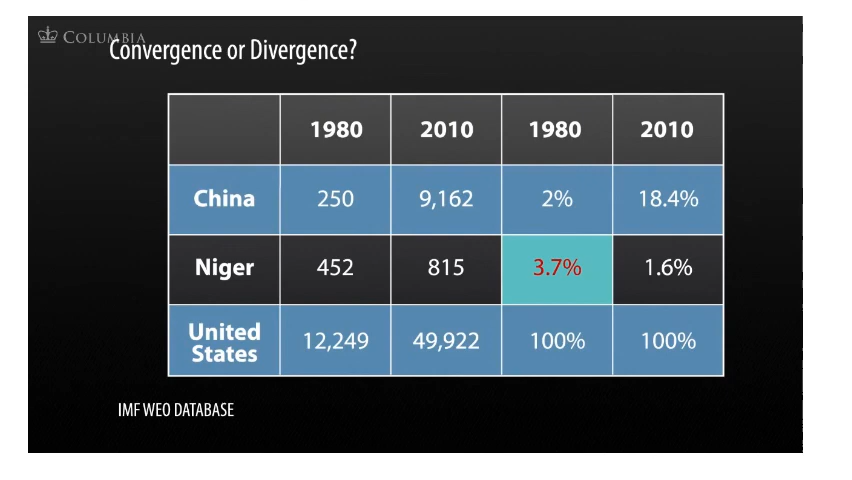 COLUMBIA
Convergence or Divergence?
1980 2010 1980 2010
China 250 9,162 2% 18.4%
Niger 452 815 3.7% 1.6%
United
States 12,249 49,922 100% 100%
IMF WEO DATABASE